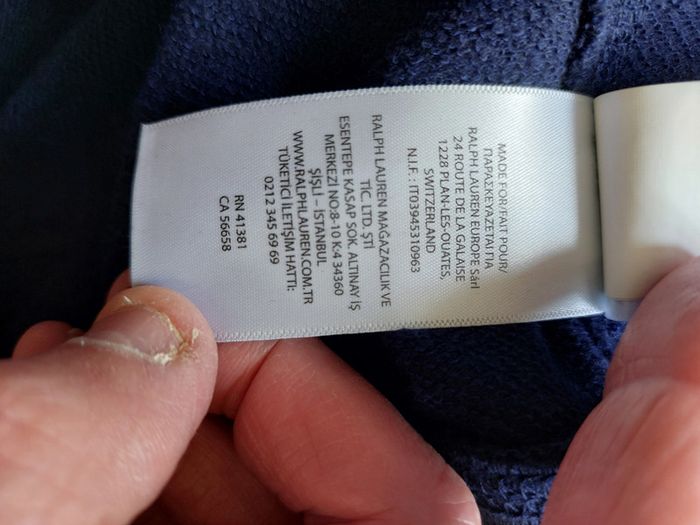 MADE FOR/FAIT POUR/
ΠΑΡΑΣΚΕΥΑΖΕΤΑΙ ΓΙΑ
RALPH LAUREN EUROPE Sàrl
24 ROUTE DE LA GALAISE
1228 PLAN-LES-OUATES,
SWITZERLAND
N.I.F.: IT03945310963
RALPH LAUREN MAĞAZACILIK VE
TİC. LTD. ŞTİ
ESENTEPE KASAP SOK. ALTINAY İŞ
MERKEZİ NO:8-10 K:4 34360
ŞİŞLİ – İSTANBUL
WWW.RALPHLAUREN.COM.TR
TÜKETİCİ İLETİŞİM HATTI:
0212 345 69 69
RN 41381
CA 56658